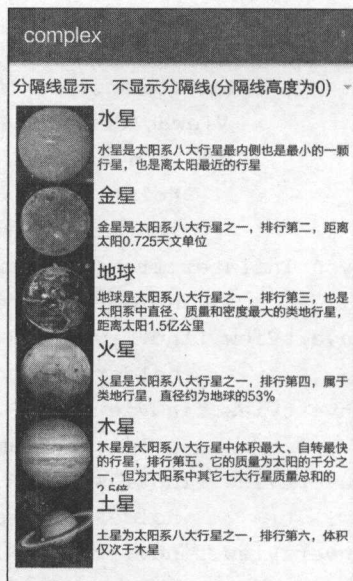 complex
分隔线显示 不显示分隔线(分隔线高度为0)
水星
水星是太阳系八大行星最内侧也是最小的一颗
行星，也是离太阳最近的行星
金星
金星是太阳系八大行星之一，排行第二，距离
太阳0.725天文单位
地球
地球是太阳系八大行星之一，排行第三，也是
太阳系中直径、质量和密度最大的类地行星，
距离太阳1.5亿公里
火星
火星是太阳系八大行星之一，排行第四，属于
类地行星，直径约为地球的53%
木星
木星是太阳系八大行星中体积最大、自转最快
的行星，排行第五。它的质量为太阳的千分之
一，但为太阳系中其它七大行星质量总和的
2.5倍
土星
土星为太阳系八大行星之一，排行第六，体积
仅次于木星